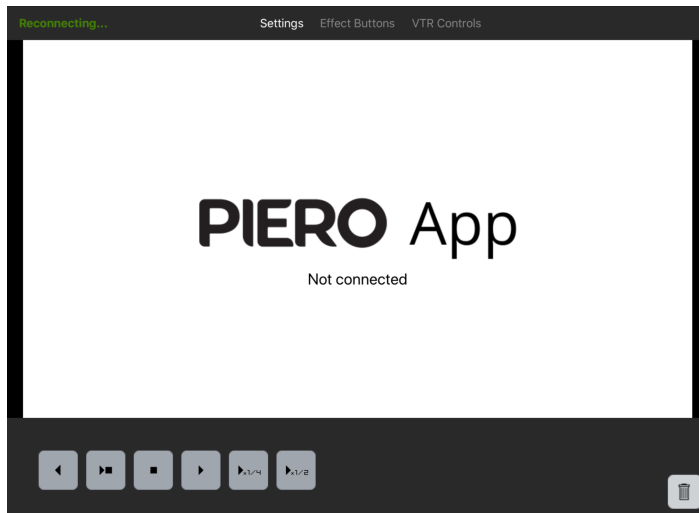 Reconnecting... Settings Effect Buttons VTR Controls
PIERO App
Not connected
x1/4 x1/2